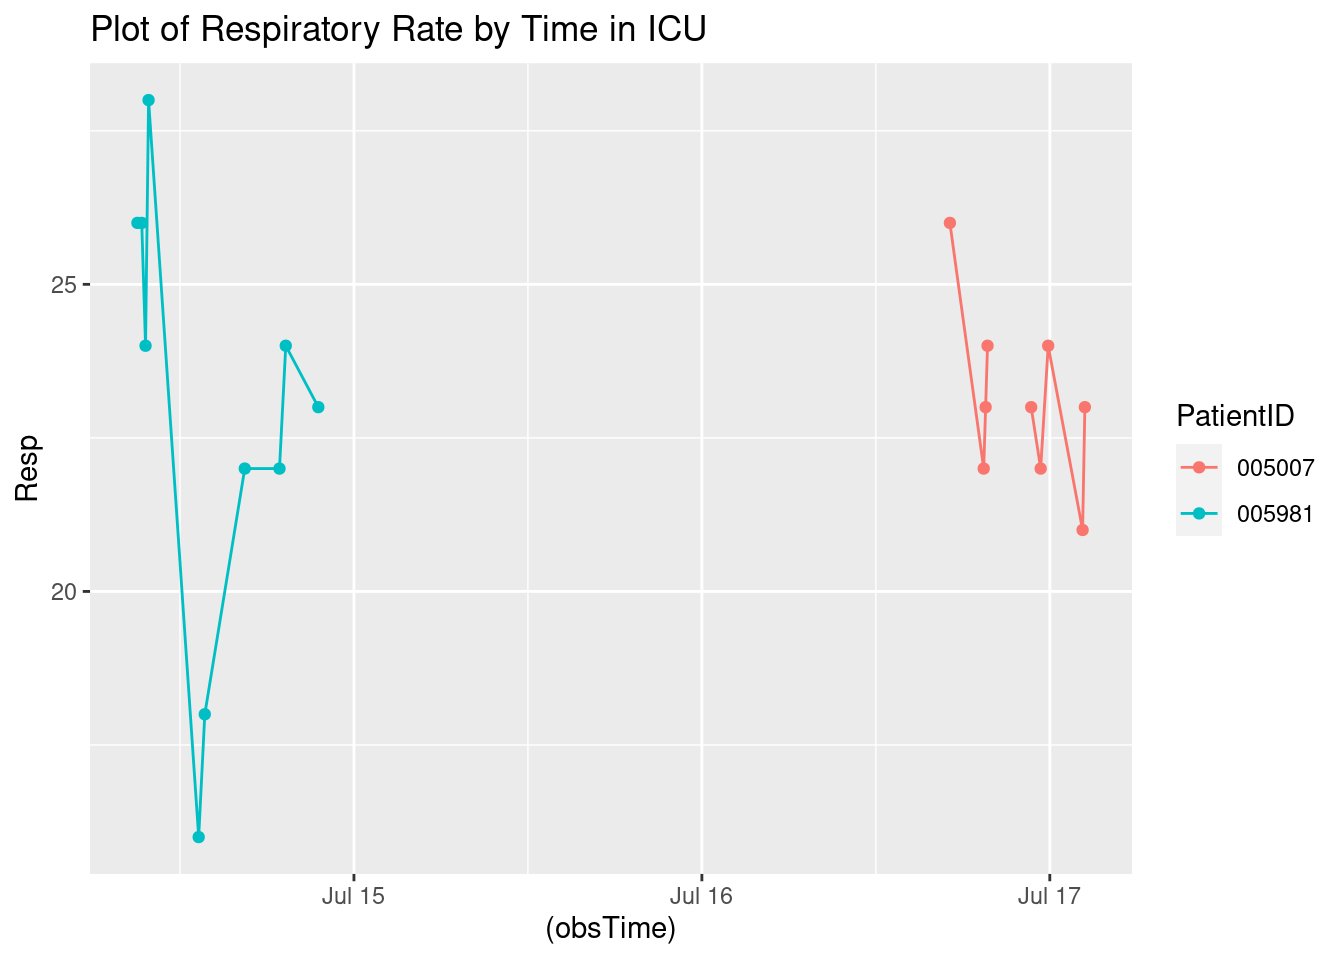 Plot of Respiratory Rate by Time in ICU
25
20
Resp
Jul 15
Jul 16
Jul 17
(obsTime)
PatientID
005007
005981